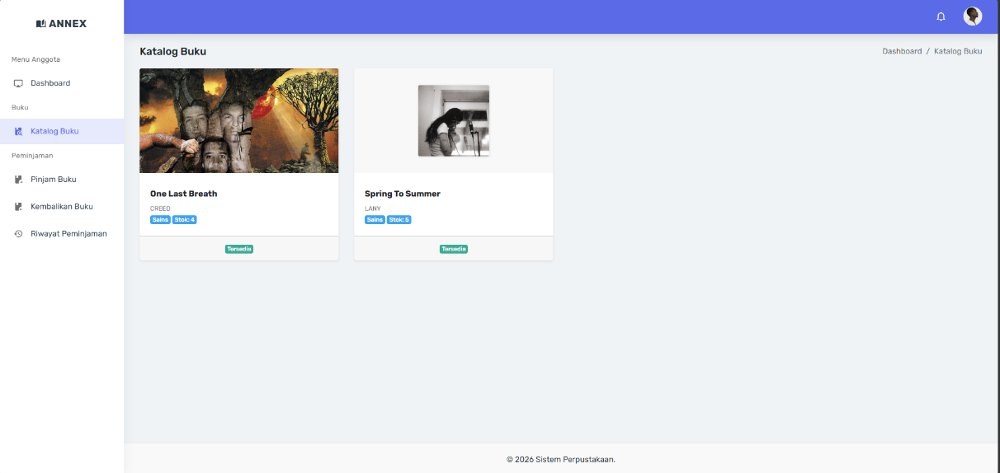 ANNEX
Menu Anggota
Dashboard
Buku
Katalog Buku
Peminjaman
Pinjam Buku
Kembalikan Buku
Riwayat Peminjaman
Katalog Buku
Dashboard / Katalog Buku
One Last Breath
CREED
Sains Stok: 4
Tersedia
Spring To Summer
LANY
Sains Stok: 5
Tersedia
© 2026 Sistem Perpustakaan.